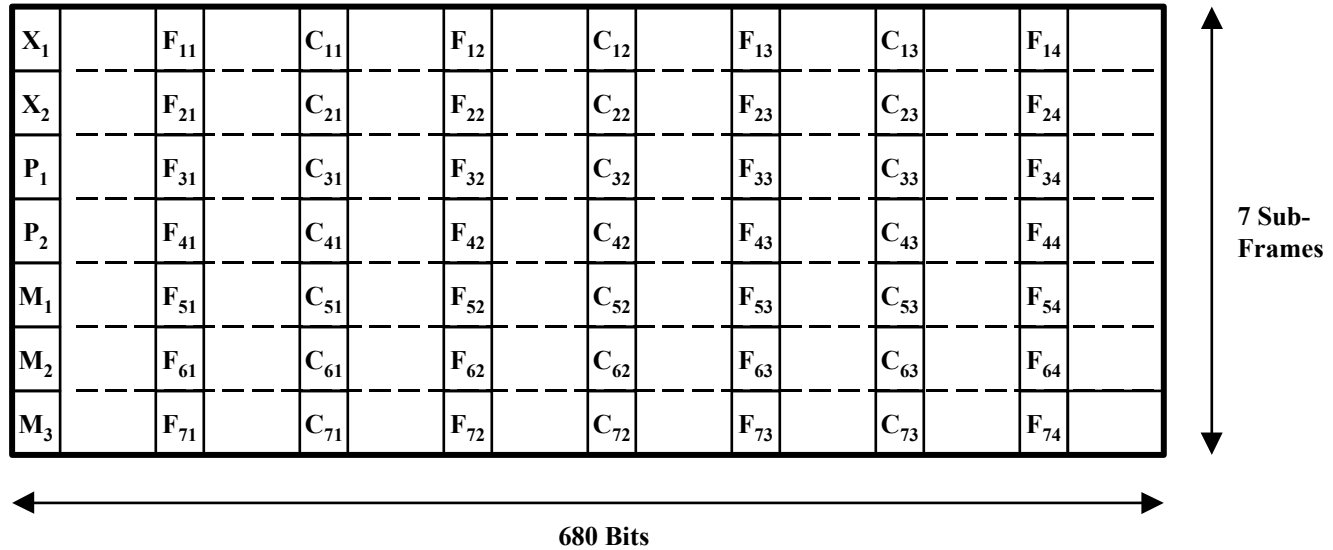 X₁ F₁₁ C₁₁ F₁₂ C₁₂ F₁₃ C₁₃ F₁₄
X₂ F₂₁ C₂₁ F₂₂ C₂₂ F₂₃ C₂₃ F₂₄
P₁ F₃₁ C₃₁ F₃₂ C₃₂ F₃₃ C₃₃ F₃₄
P₂ F₄₁ C₄₁ F₄₂ C₄₂ F₄₃ C₄₃ F₄₄
M₁ F₅₁ C₅₁ F₅₂ C₅₂ F₅₃ C₅₃ F₅₄
M₂ F₆₁ C₆₁ F₆₂ C₆₂ F₆₃ C₆₃ F₆₄
M₃ F₇₁ C₇₁ F₇₂ C₇₂ F₇₃ C₇₃ F₇₄
7 Sub-
Frames
680 Bits